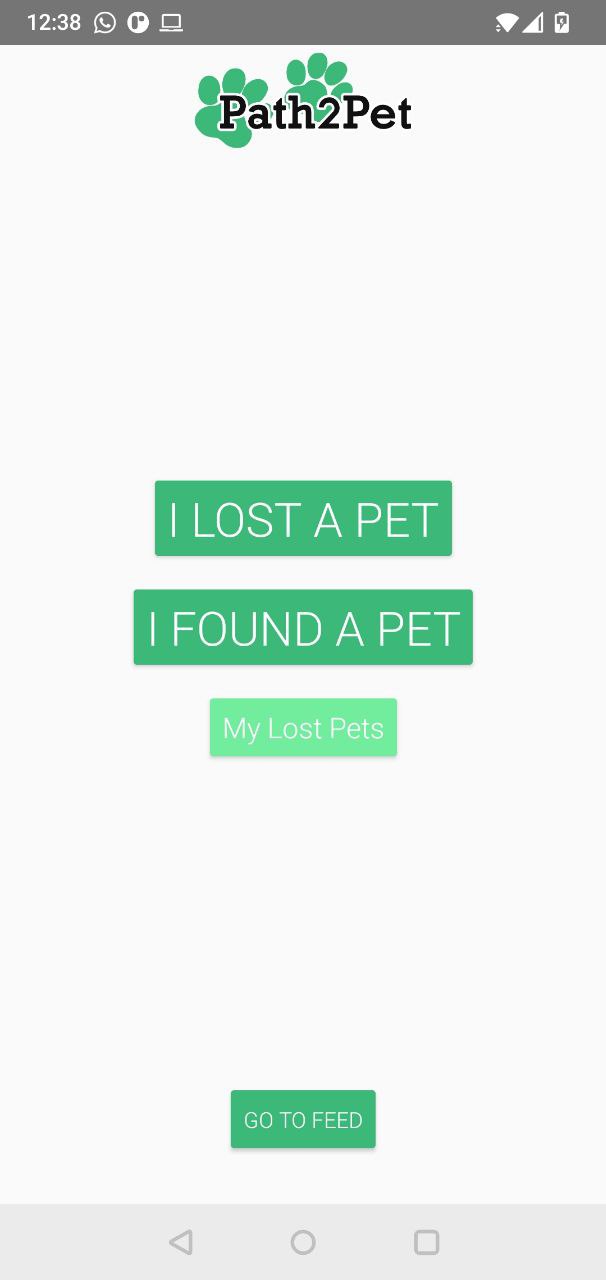 12:38
Path2Pet
I LOST A PET
I FOUND A PET
My Lost Pets
GO TO FEED